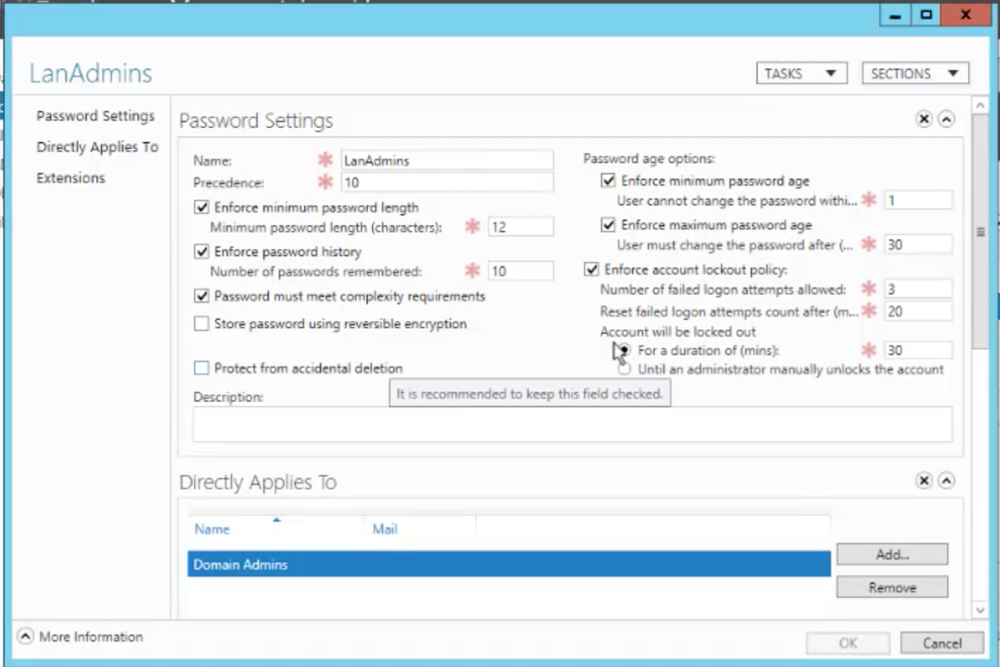 LanAdmins
TASKS
SECTIONS
Password Settings
Directly Applies To
Extensions
Password Settings
Name: * LanAdmins
Precedence: * 10
Enforce minimum password length
Minimum password length (characters): * 12
Enforce password history
Number of passwords remembered: * 10
Password must meet complexity requirements
Store password using reversible encryption
Protect from accidental deletion
Description:
Password age options:
Enforce minimum password age
User cannot change the password withi... * 1
Enforce maximum password age
User must change the password after (... * 30
Enforce account lockout policy:
Number of failed logon attempts allowed: * 3
Reset failed logon attempts count after (m... * 20
Account will be locked out
For a duration of (mins): * 30
Until an administrator manually unlocks the account
It is recommended to keep this field checked.
Directly Applies To
Name Mail
Domain Admins
Add...
Remove
More Information
OK Cancel